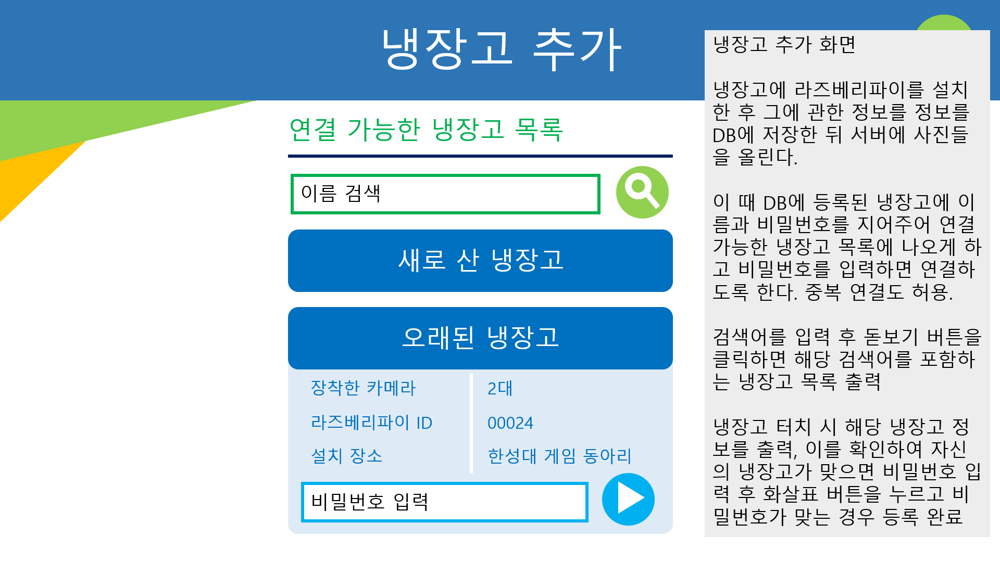 냉장고 추가
연결 가능한 냉장고 목록
이름 검색
새로 산 냉장고
오래된 냉장고
장착한 카메라 2대
라즈베리파이 ID 00024
설치 장소 한성대 게임 동아리
비밀번호 입력
냉장고 추가 화면
냉장고에 라즈베리파이를 설치
한 후 그에 관한 정보를 정보를
DB에 저장한 뒤 서버에 사진들
을 올린다.
이 때 DB에 등록된 냉장고에 이
름과 비밀번호를 지어주어 연결
가능한 냉장고 목록에 나오게 하
고 비밀번호를 입력하면 연결하
도록 한다. 중복 연결도 허용.
검색어를 입력 후 돋보기 버튼을
클릭하면 해당 검색어를 포함하
는 냉장고 목록 출력
냉장고 터치 시 해당 냉장고 정
보를 출력, 이를 확인하여 자신
의 냉장고가 맞으면 비밀번호 입
력 후 화살표 버튼을 누르고 비
밀번호가 맞는 경우 등록 완료